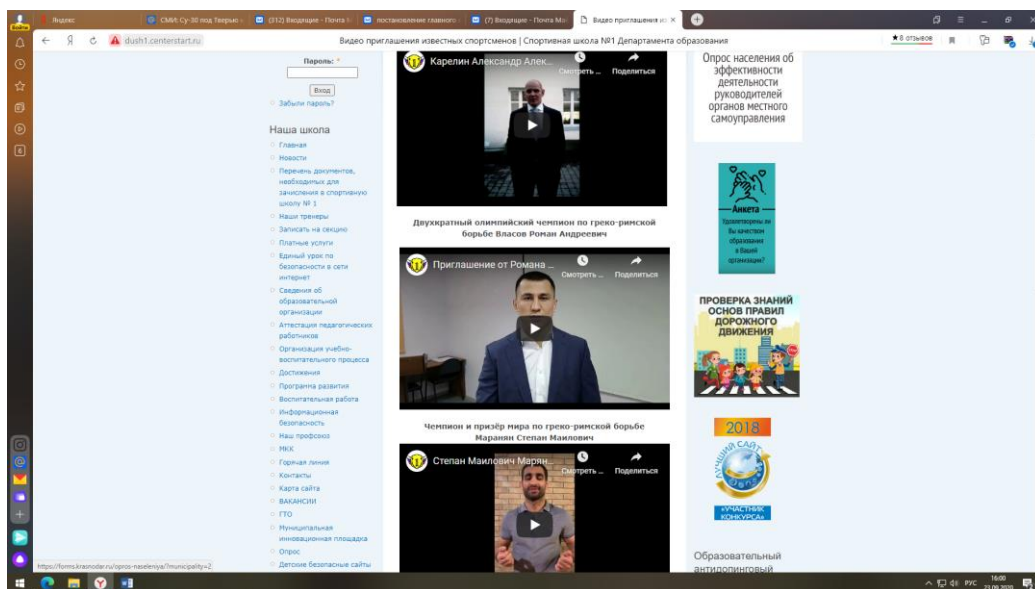 Яндекс
СМИ: Су-30 под Тверью с
(312) Входящие - Почта М
постановление главного
(7) Входящие - Почта Mai
Видео приглашения из
dush1.centerstart.ru
Видео приглашения известных спортсменов | Спортивная школа №1 Департамента образования
★ 8 отзывов
Пароль: *
Вход
Забыли пароль?
Наша школа
Главная
Новости
Перечень документов,
необходимых для
зачисления в спортивную
школу № 1
Наши тренеры
Записать на секцию
Платные услуги
Единый урок по
безопасности в сети
интернет
Сведения об
образовательной
организации
Аттестация педагогических
работников
Организация учебно-
воспитательного процесса
Достижения
Программа развития
Воспитательная работа
Информационная
безопасность
Наш профсоюз
МКК
Горячая линия
Контакты
Карта сайта
ВАКАНСИИ
ГТО
Муниципальная
инновационная площадка
Опрос
Детские безопасные сайты
Карелин Александр Алек...
Смотреть ...
Поделиться
Двухкратный олимпийский чемпион по греко-римской
борьбе Власов Роман Андреевич
Приглашение от Романа ...
Смотреть ...
Поделиться
Чемпион и призёр мира по греко-римской борьбе
Маранян Степан Маилович
Степан Маилович Марян...
Смотреть ...
Поделиться
Опрос населения об
эффективности
деятельности
руководителей
органов местного
самоуправления
Анкета
Удовлетворены ли
Вы качеством
образования
в Вашей
организации?
ПРОВЕРКА ЗНАНИЙ
ОСНОВ ПРАВИЛ
ДОРОЖНОГО
ДВИЖЕНИЯ
2018
ЛУЧШИЙ САЙТ
«УЧАСТНИК
КОНКУРСА»
Образовательный
антидопинговый
https://forms.krasnodar.ru/opros-naseleniya/?municipality=2
РУС
16:00
23.09.2020